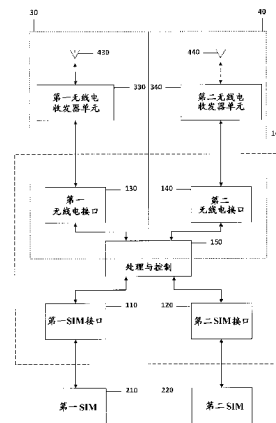 30
40
430
440
第一无线电
收发器单元
330
340
第二无线电
收发器单元
第一
无线电接口
130
140
第二
无线电接口
150
处理与控制
第一SIM接口
110
120
第二SIM接口
第一SIM
210
220
第二SIM